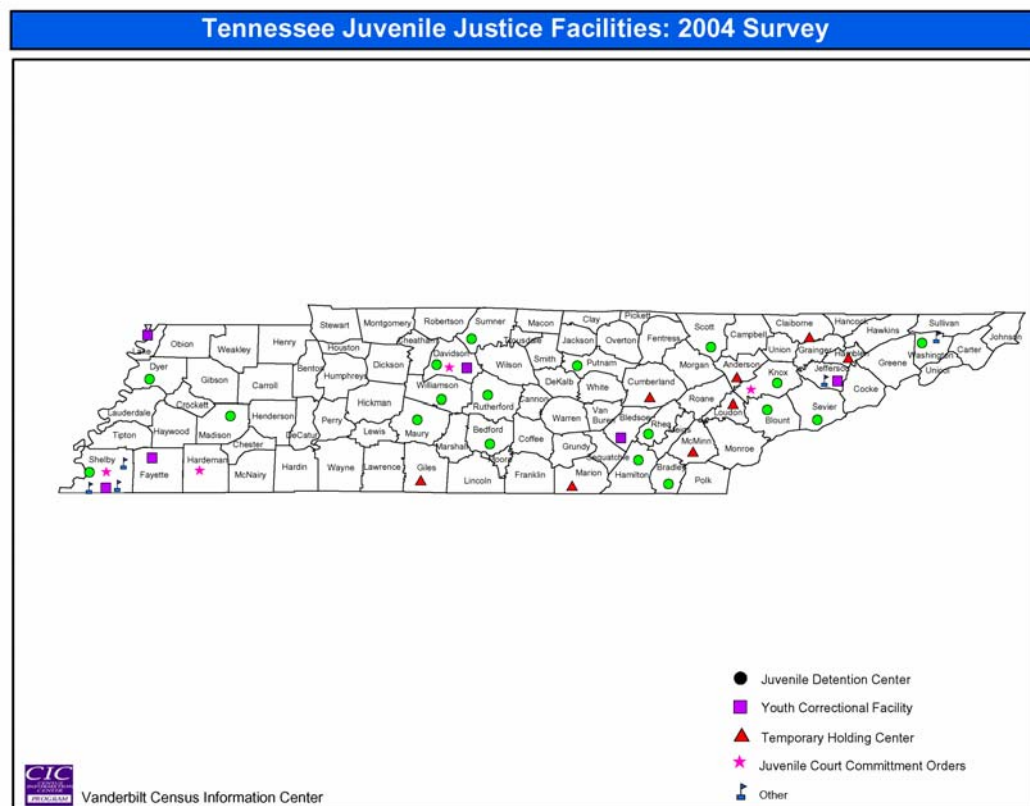 Tennessee Juvenile Justice Facilities: 2004 Survey
Stewart
Montgomery
Robertson
Sumner
Macon
Clay
Pickett
Scott
Campbell
Claiborne
Hancock
Hawkins
Sullivan
Johnson
Lake
Obion
Weakley
Henry
Houston
Cheatham
Trousdale
Jackson
Overton
Fentress
Union
Grainger
Hamblen
Greene
Washington
Carter
Unicoi
Dyer
Gibson
Carroll
Benton
Humphreys
Dickson
Davidson
Wilson
Smith
Putnam
Morgan
Anderson
Knox
Jefferson
Cocke
Lauderdale
Crockett
Haywood
Madison
Henderson
DeCatur
Perry
Hickman
Williamson
Rutherford
Cannon
DeKalb
White
Cumberland
Roane
Loudon
Blount
Sevier
Tipton
Chester
Lewis
Maury
Marshall
Bedford
Coffee
Warren
Van
Buren
Bledsoe
Rhea
Meigs
McMinn
Monroe
Shelby
Fayette
Hardeman
McNairy
Hardin
Wayne
Lawrence
Giles
Lincoln
Moore
Franklin
Grundy
Marion
Sequatchie
Hamilton
Bradley
Polk
Juvenile Detention Center
Youth Correctional Facility
Temporary Holding Center
Juvenile Court Committment Orders
Other
CIC
CENSUS
INFORMATION
CENTER
PROGRAM
Vanderbilt Census Information Center